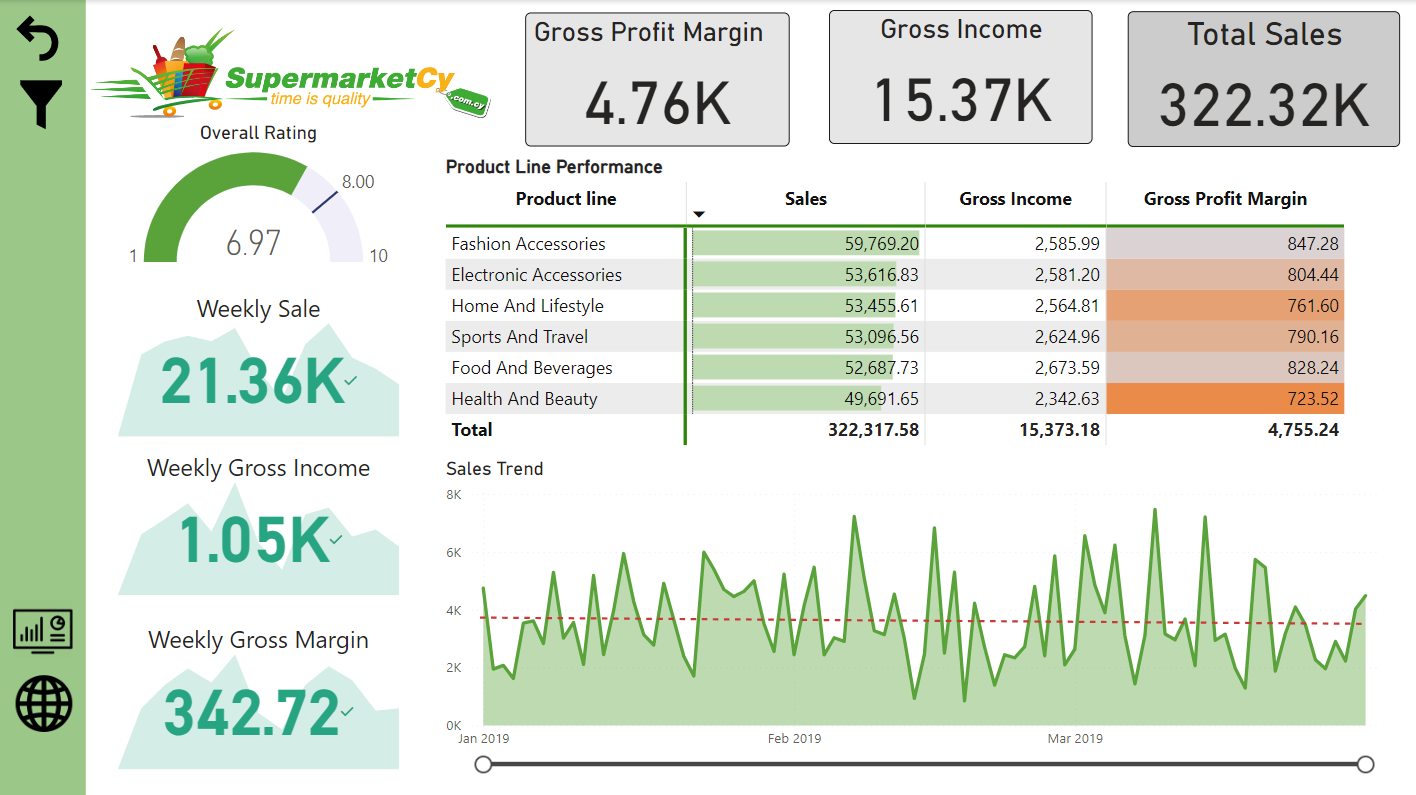 SupermarketCy
time is quality
.com.cy
Gross Profit Margin
4.76K
Gross Income
15.37K
Total Sales
322.32K
Overall Rating
8.00
6.97
1
10
Weekly Sale
21.36K
Weekly Gross Income
1.05K
Weekly Gross Margin
342.72
Product Line Performance
Product line Sales Gross Income Gross Profit Margin
Fashion Accessories 59,769.20 2,585.99 847.28
Electronic Accessories 53,616.83 2,581.20 804.44
Home And Lifestyle 53,455.61 2,564.81 761.60
Sports And Travel 53,096.56 2,624.96 790.16
Food And Beverages 52,687.73 2,673.59 828.24
Health And Beauty 49,691.65 2,342.63 723.52
Total 322,317.58 15,373.18 4,755.24
Sales Trend
8K
6K
4K
2K
0K
Jan 2019 Feb 2019 Mar 2019